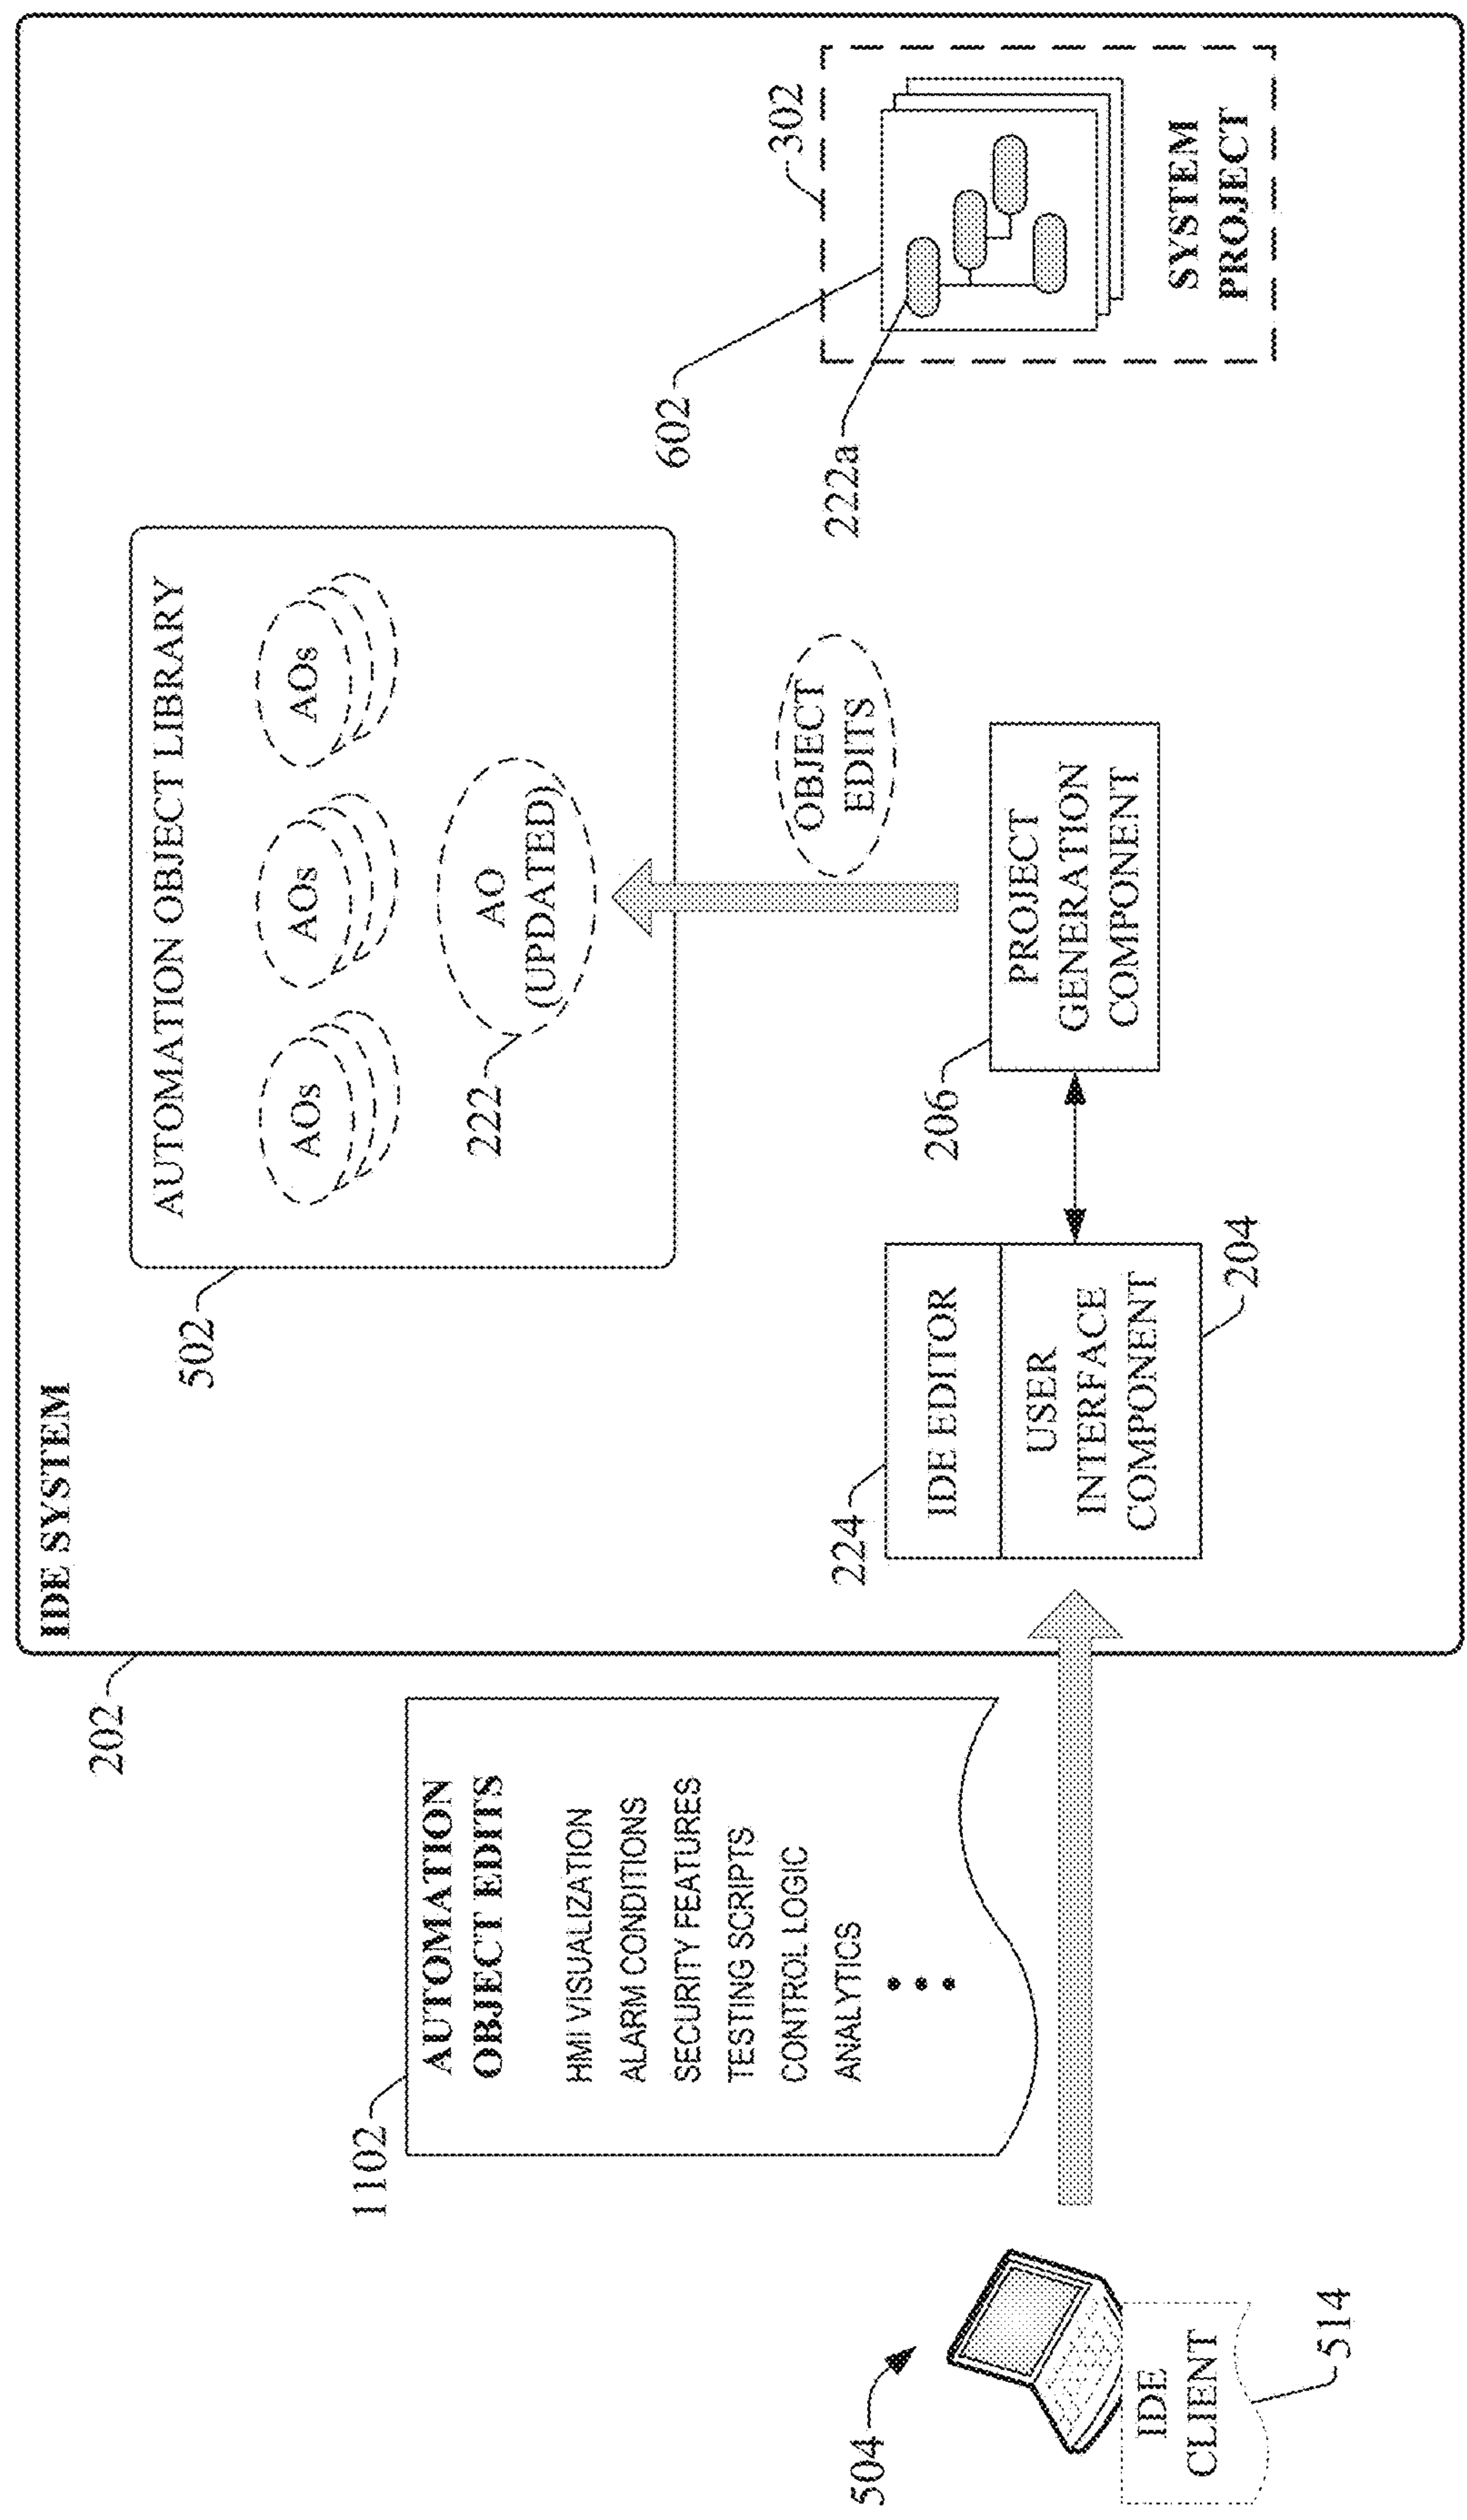 IDE SYSTEM
202
AUTOMATION OBJECT LIBRARY
502
AOs
AOs
AOs
AO
(UPDATED)
222
1102
AUTOMATION
OBJECT EDITS
HMI VISUALIZATION
ALARM CONDITIONS
SECURITY FEATURES
TESTING SCRIPTS
CONTROL LOGIC
ANALYTICS
504
IDE
CLIENT
514
224
IDE EDITOR
USER
INTERFACE
COMPONENT
204
206
PROJECT
GENERATION
COMPONENT
OBJECT
EDITS
602
222a
302
SYSTEM
PROJECT